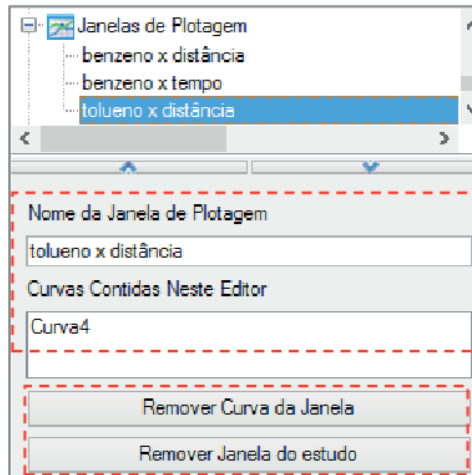 Janelas de Plotagem
benzeno x distância
benzeno x tempo
tolueno x distância
Nome da Janela de Plotagem
tolueno x distância
Curvas Contidas Neste Editor
Curva4
Remover Curva da Janela
Remover Janela do estudo